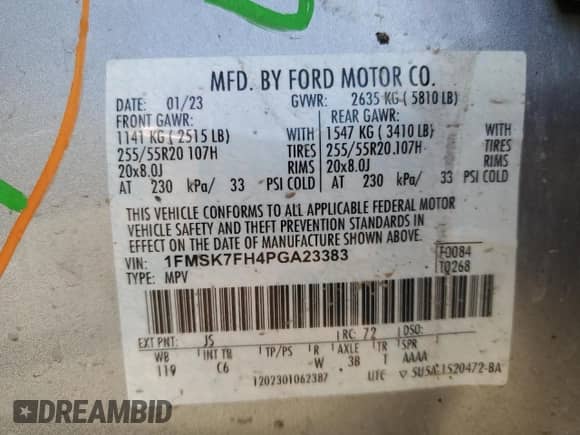 MFD. BY FORD MOTOR CO.
DATE: 01/23 GVWR: 2635 KG ( 5810 LB)
FRONT GAWR: REAR GAWR:
1141 KG ( 2515 LB) WITH 1547 KG ( 3410 LB) WITH
255/55R20 107H TIRES 255/55R20 107H TIRES
20x8.0J RIMS 20x8.0J RIMS
AT 230 kPa/ 33 PSI COLD AT 230 kPa/ 33 PSI COLD
THIS VEHICLE CONFORMS TO ALL APPLICABLE FEDERAL MOTOR
VEHICLE SAFETY AND THEFT PREVENTION STANDARDS IN
EFFECT ON THE DATE OF MANUFACTURE SHOWN ABOVE.
VIN: 1FMSK7FH4PGA23383 F0084
TYPE: MPV T0268
EXT PNT: JS RC: 72 DSO:
WB INT TR TP/PS R AXLE TR SPR
119 C6 W 3B T AAAA
1202301062387 UTC SU5A-1520472-BA
DREAMBID